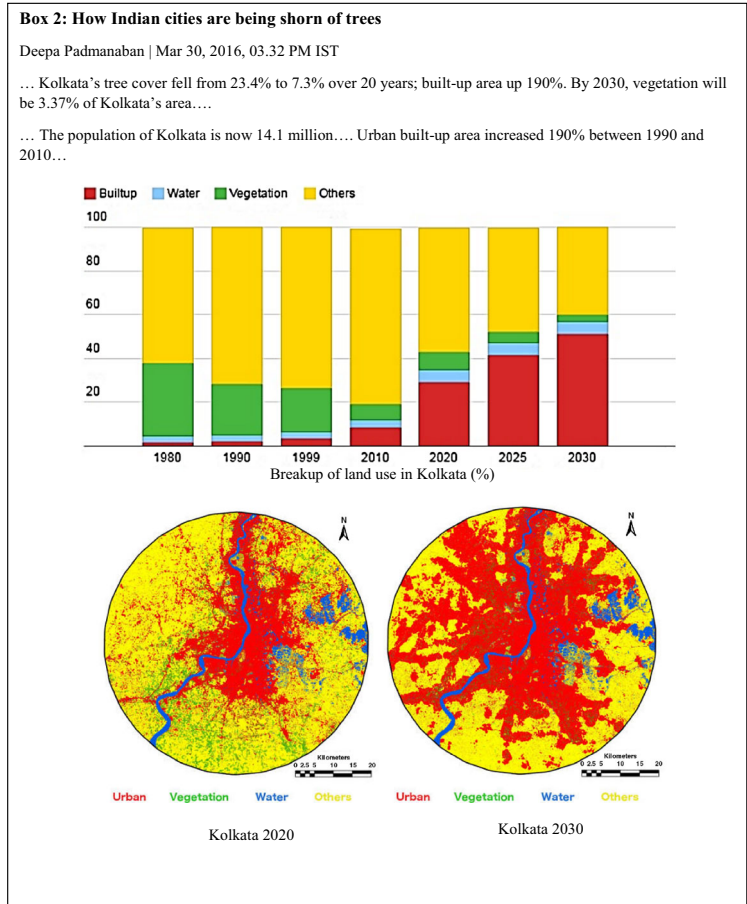 Box 2: How Indian cities are being shorn of trees
Deepa Padmanaban | Mar 30, 2016, 03.32 PM IST
… Kolkata’s tree cover fell from 23.4% to 7.3% over 20 years; built-up area up 190%. By 2030, vegetation will
be 3.37% of Kolkata’s area….
… The population of Kolkata is now 14.1 million…. Urban built-up area increased 190% between 1990 and
2010…
Builtup Water Vegetation Others
100
80
60
40
20
1980 1990 1999 2010 2020 2025 2030
Breakup of land use in Kolkata (%)
N
N
Kilometers
0 2.5 5 10 15 20
Kilometers
0 2.5 5 10 15 20
Urban Vegetation Water Others
Urban Vegetation Water Others
Kolkata 2020
Kolkata 2030